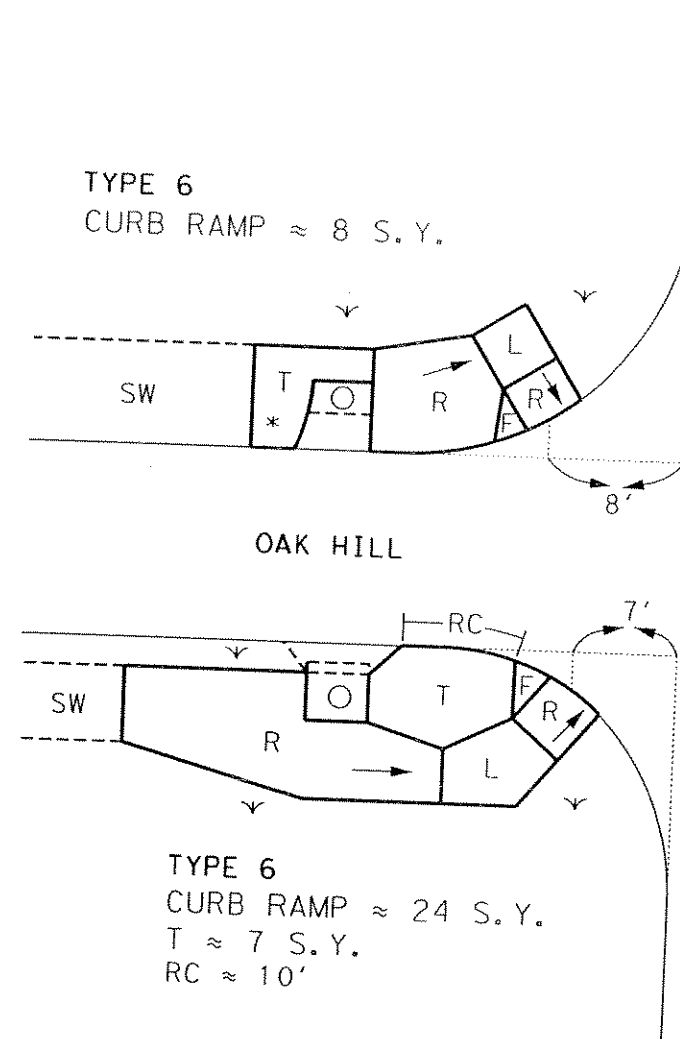 TYPE 6
CURB RAMP ≈ 8 S.Y.
L
T
SW
R
R
*
F
8'
OAK HILL
7'
RC
F
T
SW
R
R
L
TYPE 6
CURB RAMP ≈ 24 S.Y.
T ≈ 7 S.Y.
RC ≈ 10'